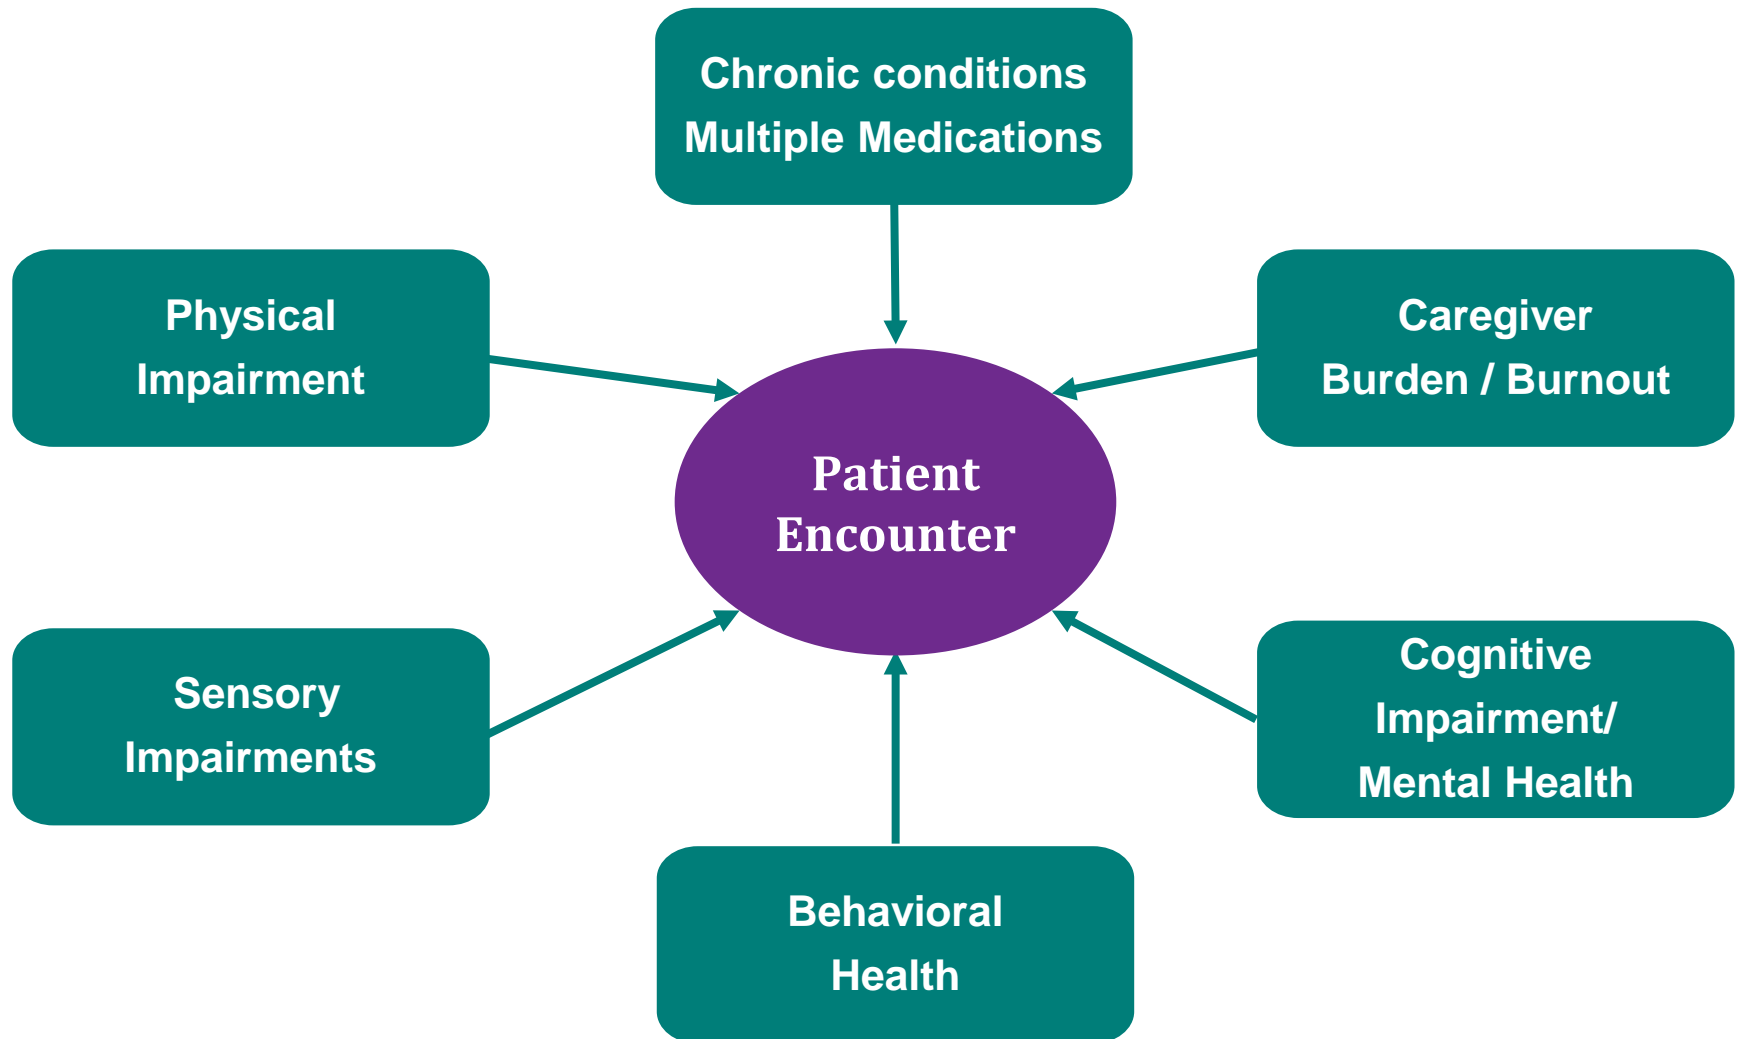 Chronic conditions
Multiple Medications
Physical
Impairment
Caregiver
Burden / Burnout
Patient
Encounter
Sensory
Impairments
Cognitive
Impairment/
Mental Health
Behavioral
Health